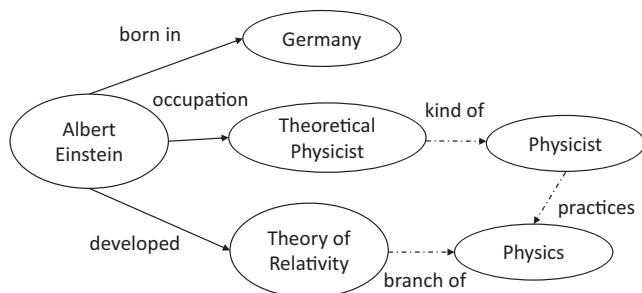 born in
Germany
occupation
kind of
Albert
Einstein
Theoretical
Physicist
Physicist
practices
developed
Theory of
Relativity
branch of
Physics